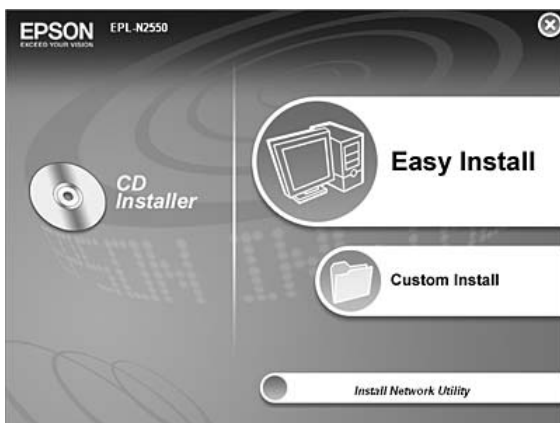 EPSON
EXCEED YOUR VISION
EPL-N2550
CD
Installer
Easy Install
Custom Install
Install Network Utility